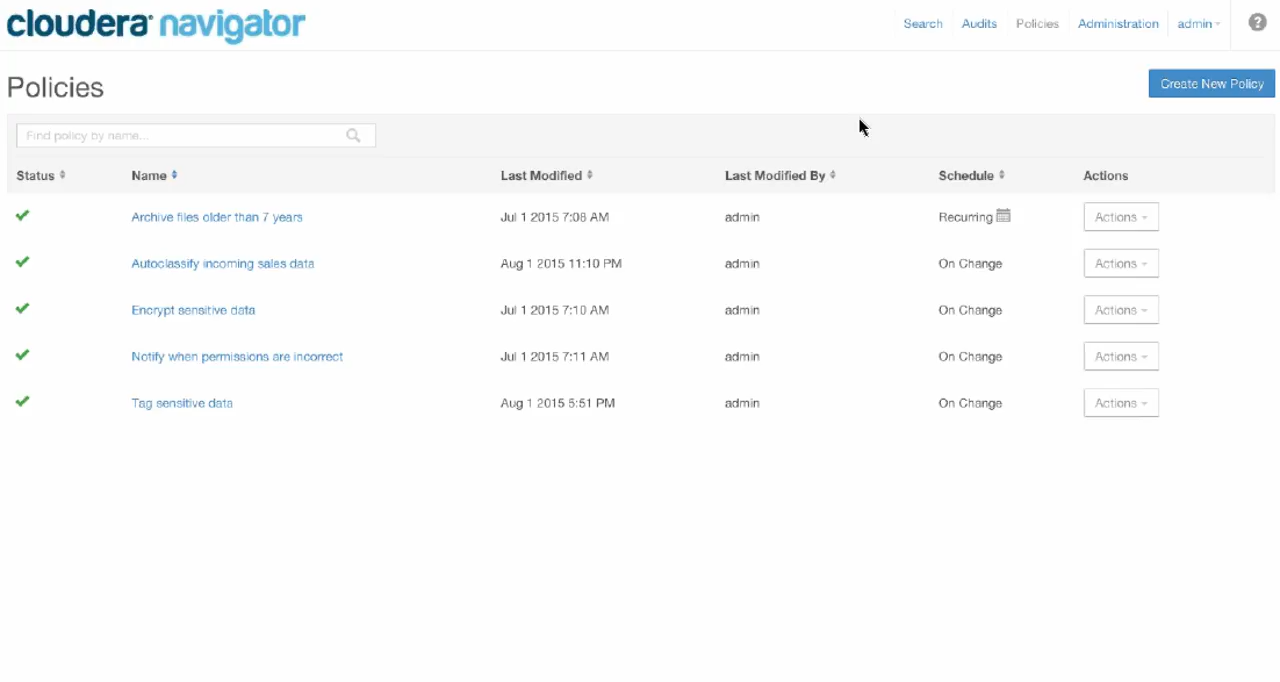 cloudera navigator
Search Audits Policies Administration admin
Policies
Create New Policy
Find policy by name...
Status Name Last Modified Last Modified By Schedule Actions
Archive files older than 7 years Jul 1 2015 7:08 AM admin Recurring Actions
Autoclassify incoming sales data Aug 1 2015 11:10 PM admin On Change Actions
Encrypt sensitive data Jul 1 2015 7:10 AM admin On Change Actions
Notify when permissions are incorrect Jul 1 2015 7:11 AM admin On Change Actions
Tag sensitive data Aug 1 2015 5:51 PM admin On Change Actions